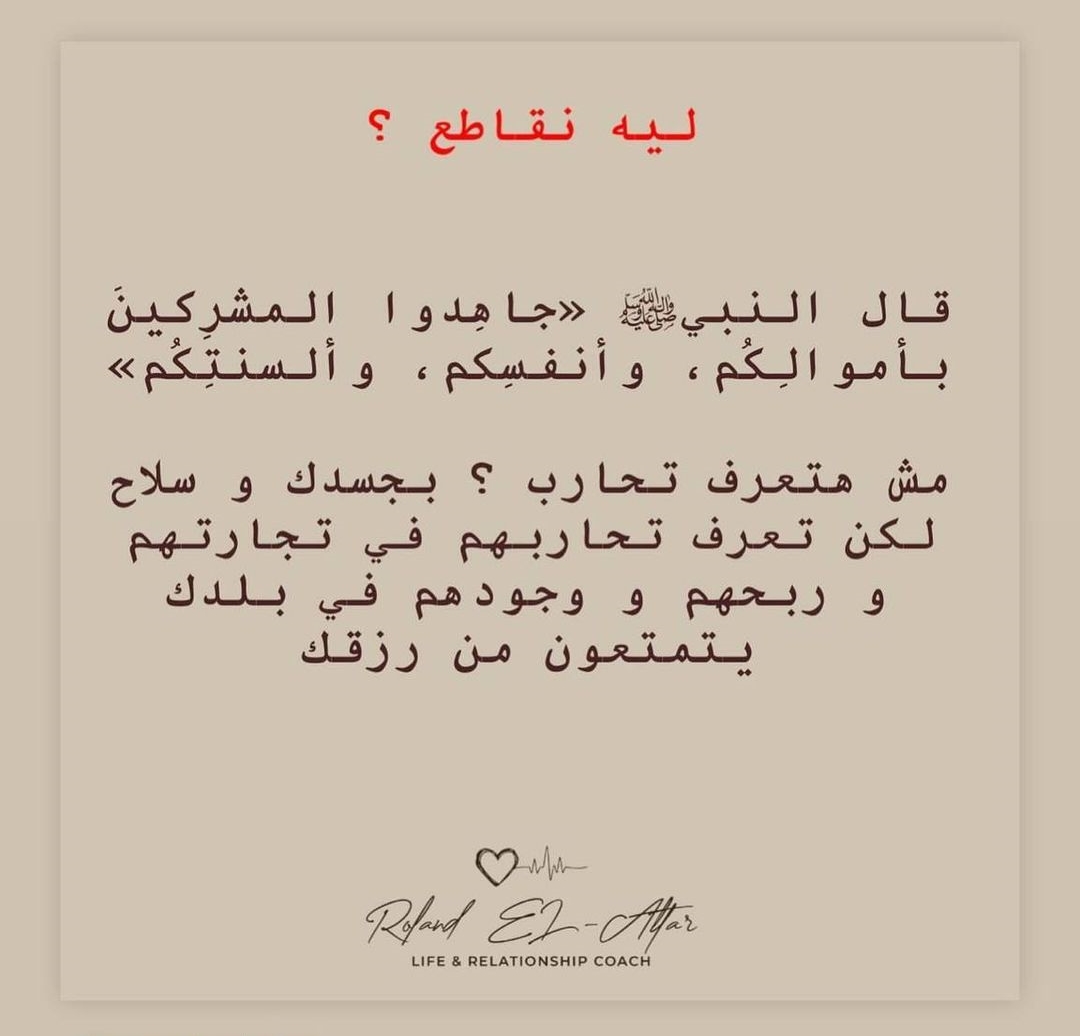 ليه نقاطع ؟
قال النبيﷺ «جاهِدوا المشرِكينَ
بأموالِكُم، وأنفسِكم، وألسنتِكُم»
مش هتعرف تحارب ؟ بجسدك و سلاح
لكن تعرف تحاربهم في تجارتهم
و ربحهم و وجودهم في بلدك
يتمتعون من رزقك
Roland EL-Attar
LIFE & RELATIONSHIP COACH